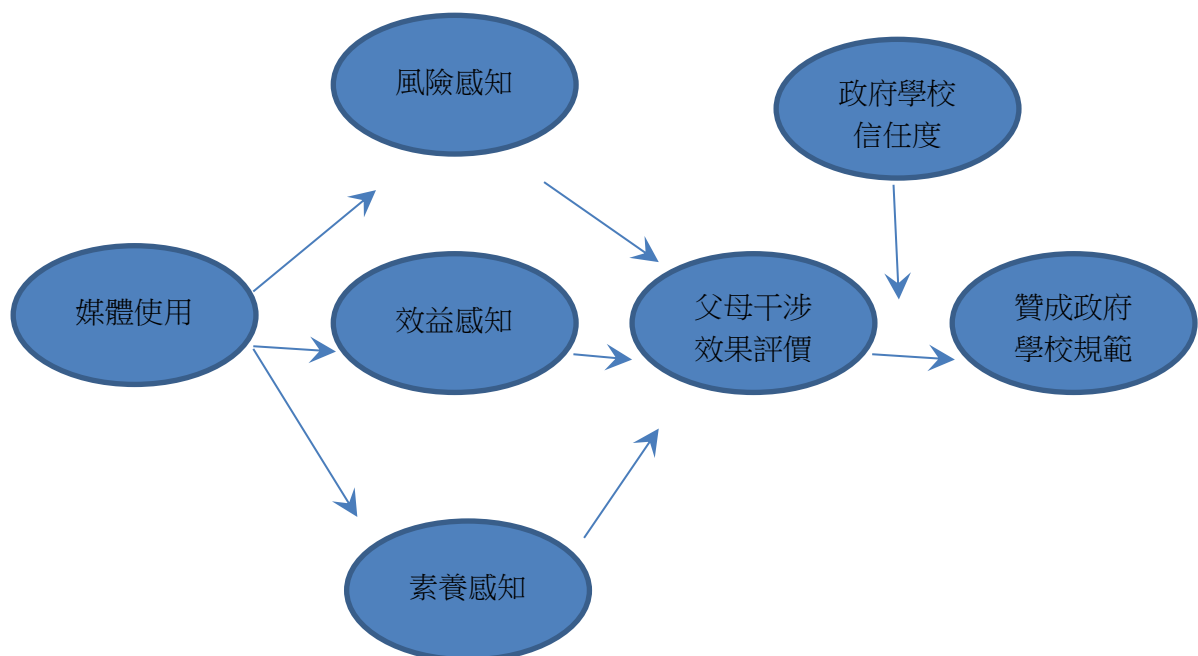 風險感知
政府學校
信任度
媒體使用
效益感知
父母干涉
效果評價
贊成政府
學校規範
素養感知